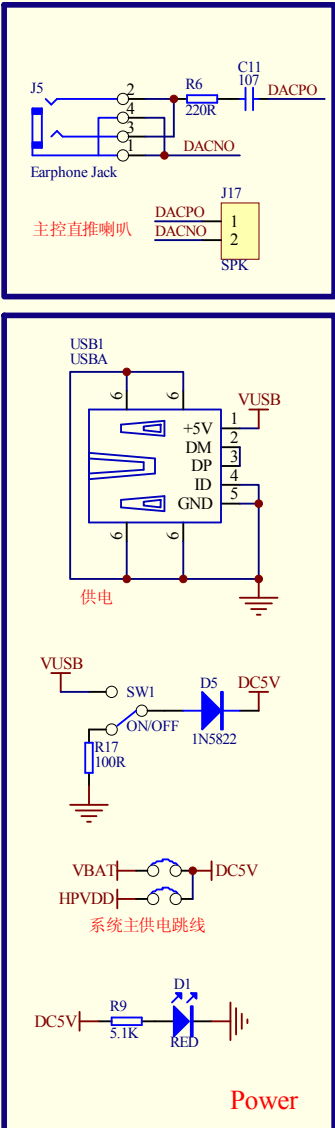 J5
2
4
3
1
R6
220R
C11
107
DACPO
DACNO
Earphone Jack
主控直推喇叭
J17
DACPO 1
DACNO 2
SPK
USB1
USBA
6 6
+5V 1 VUSB
DM 2
DP 3
ID 4
GND 5
6 6
供电
VUSB
SW1
ON/OFF
R17
100R
D5
1N5822
DC5V
VBAT DC5V
HPVDD
系统主供电跳线
D1
R9
DC5V
5.1K
RED
Power